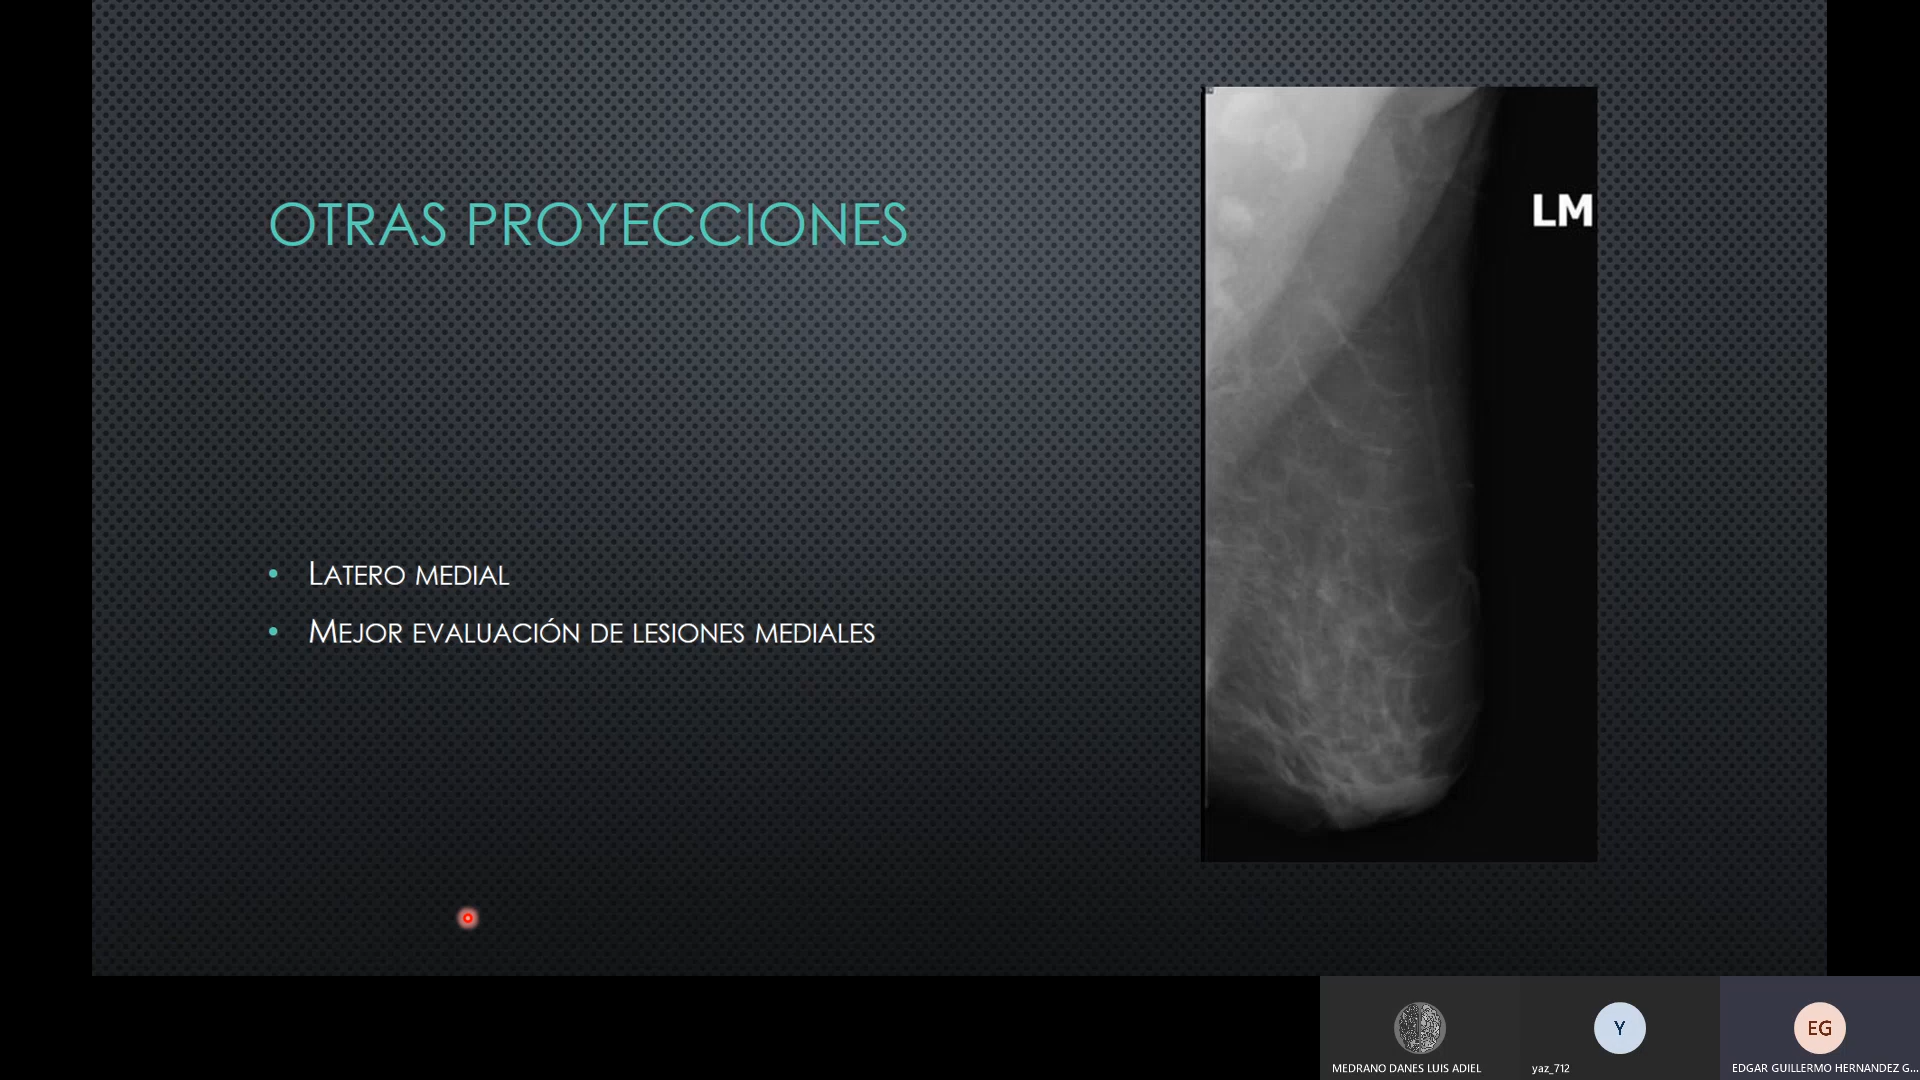 OTRAS PROYECCIONES
LM
• LATERO MEDIAL
• MEJOR EVALUACIÓN DE LESIONES MEDIALES
Y
EG
MEDRANO DANES LUIS ADIEL
yaz_712
EDGAR GUILLERMO HERNANDEZ G...